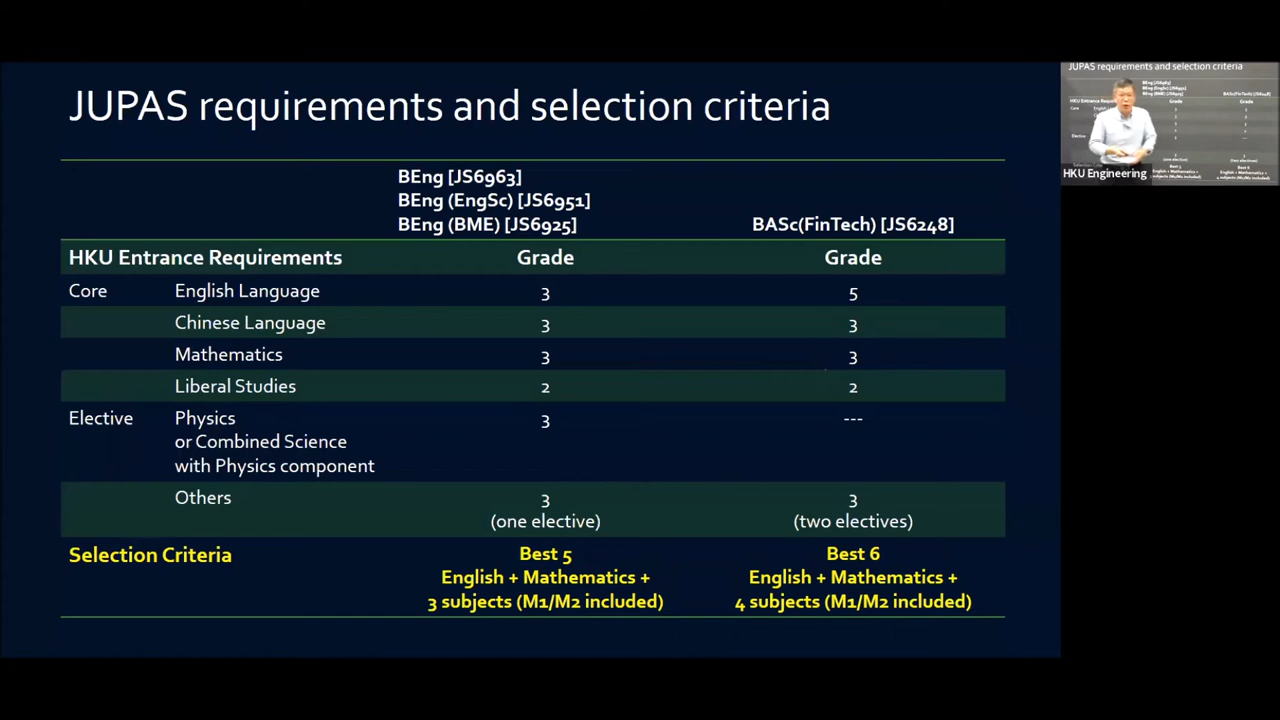 JUPAS requirements and selection criteria
BEng [JS6963]
BEng (EngSc) [JS6951]
BEng (BME) [JS6925]
BASc(FinTech) [JS6248]
HKU Entrance Requirements Grade Grade
Core English Language 3 5
Chinese Language 3 3
Mathematics 3 3
Liberal Studies 2 2
Elective Physics 3 ---
or Combined Science
with Physics component
Others 3 3
(one elective) (two electives)
Selection Criteria Best 5 Best 6
English + Mathematics + English + Mathematics +
3 subjects (M1/M2 included) 4 subjects (M1/M2 included)
JUPAS requirements and selection criteria
HKU Engineering